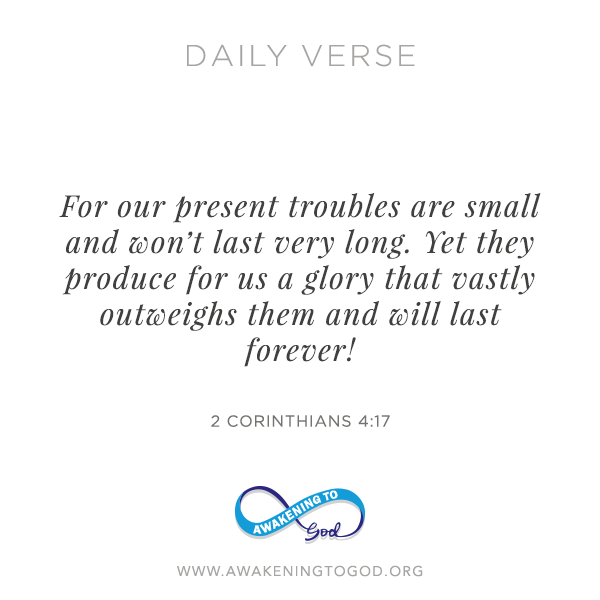 DAILY VERSE
For our present troubles are small
and won’t last very long. Yet they
produce for us a glory that vastly
outweighs them and will last
forever!
2 CORINTHIANS 4:17
AWAKENING TO
God
WWW.AWAKENINGTOGOD.ORG